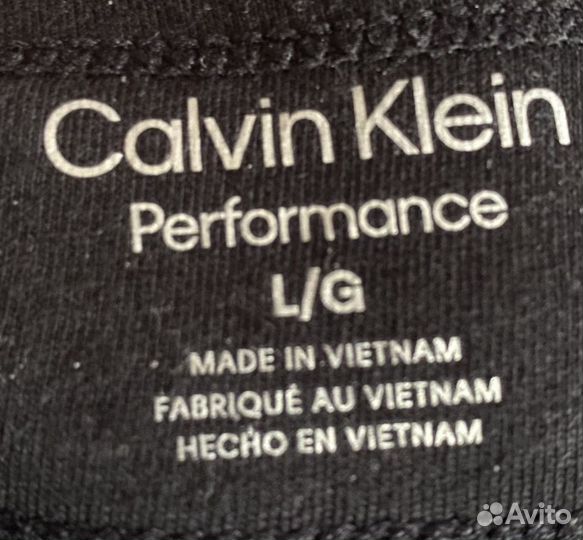 Calvin Klein
Performance
L/G
MADE IN VIETNAM
FABRIQUÉ AU VIETNAM
HECHO EN VIETNAM
Avito